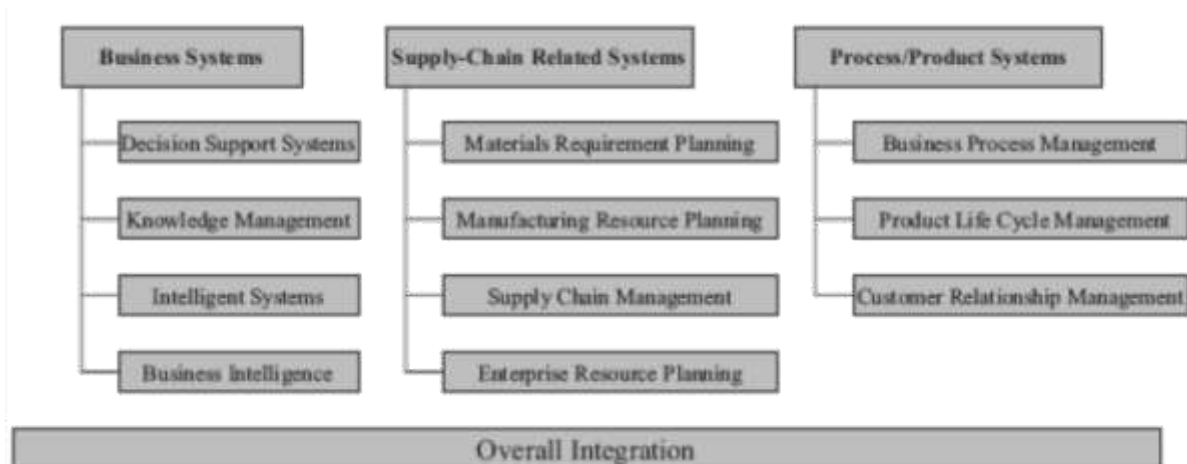 Business Systems
Decision Support Systems
Knowledge Management
Intelligent Systems
Business Intelligence
Supply-Chain Related Systems
Materials Requirement Planning
Manufacturing Resource Planning
Supply Chain Management
Enterprise Resource Planning
Process/Product Systems
Business Process Management
Product Life Cycle Management
Customer Relationship Management
Overall Integration